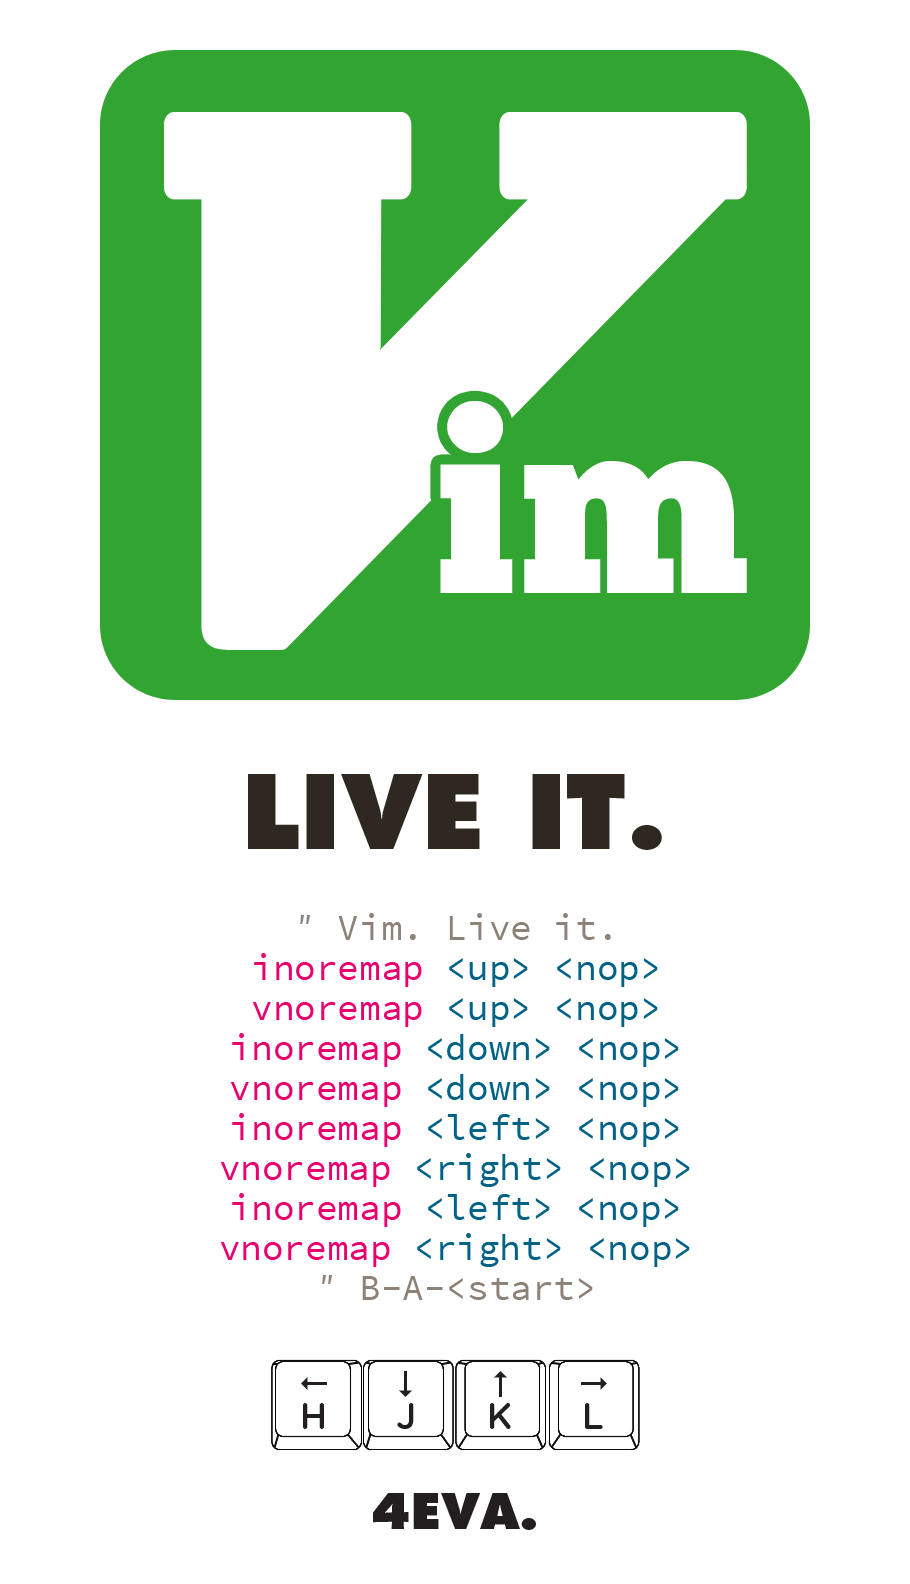 Vim
LIVE IT.
" Vim. Live it.
inoremap <up> <nop>
vnoremap <up> <nop>
inoremap <down> <nop>
vnoremap <down> <nop>
inoremap <left> <nop>
vnoremap <right> <nop>
inoremap <left> <nop>
vnoremap <right> <nop>
" B-A-<start>
← ↓ ↑ →
H J K L
4EVA.